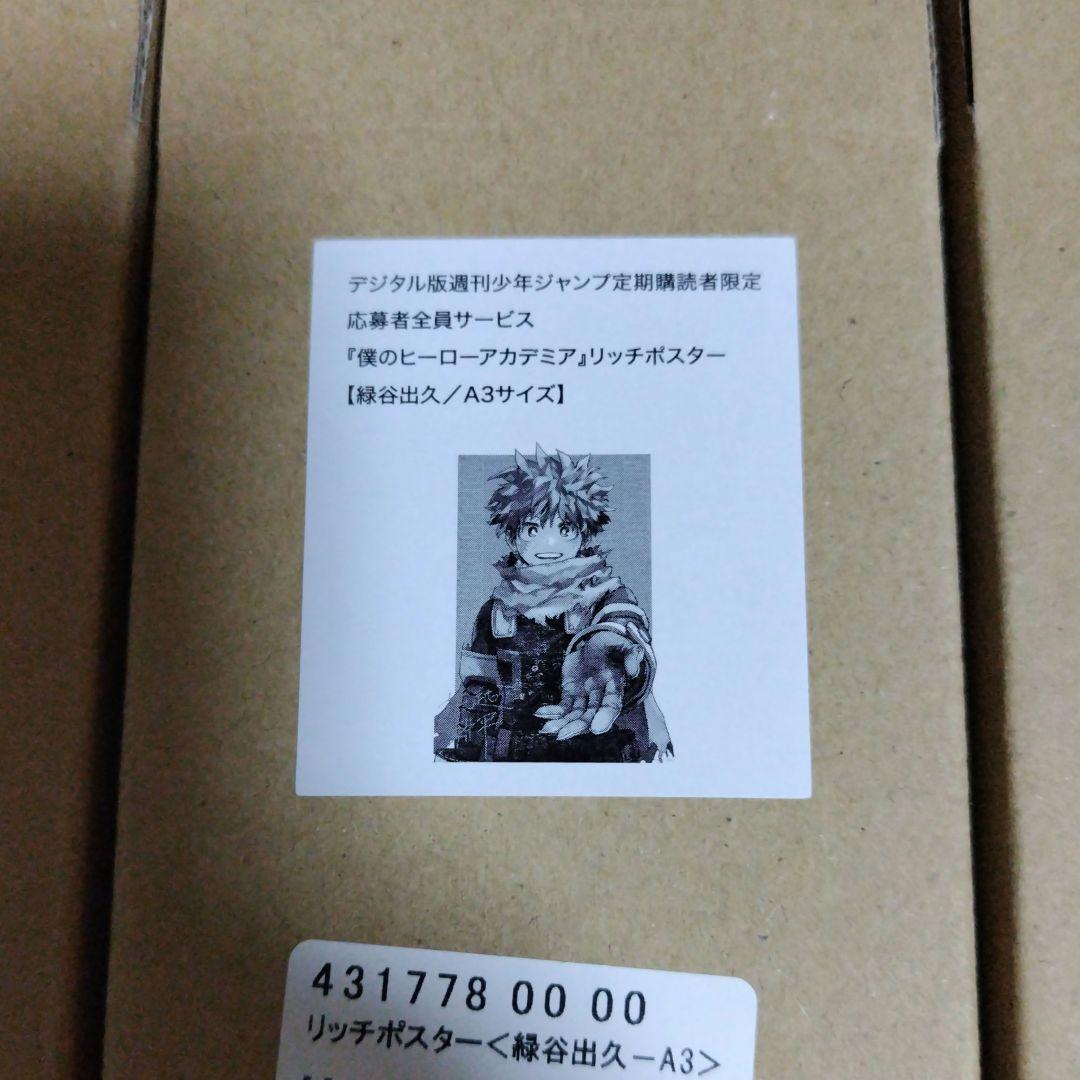 デジタル版週刊少年ジャンプ定期購読者限定
応募者全員サービス
『僕のヒーローアカデミア』リッチポスター
【緑谷出久／A3サイズ】
431778 00 00
リッチポスター＜緑谷出久－A3＞